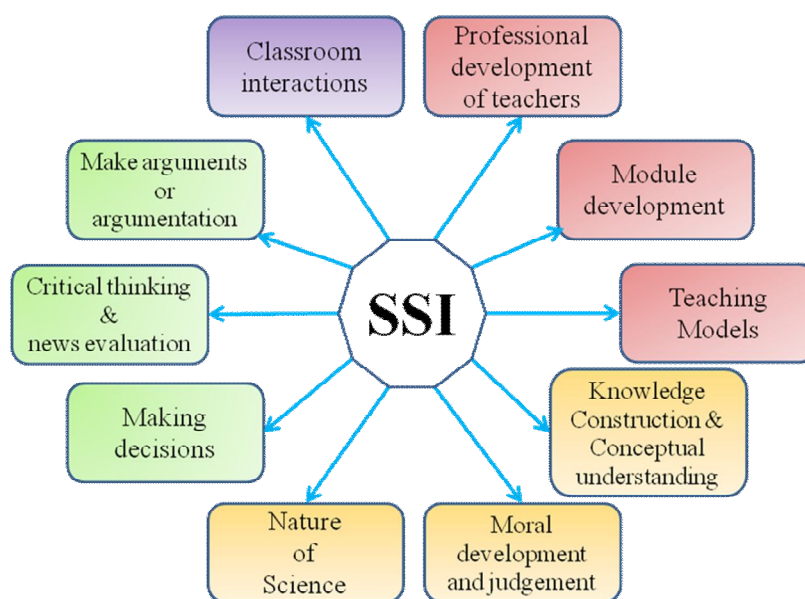 Classroom
interactions
Professional
development
of teachers
Make arguments
or
argumentation
Module
development
Critical thinking
&
news evaluation
SSI
Teaching
Models
Making
decisions
Knowledge
Construction &
Conceptual
understanding
Nature
of
Science
Moral
development
and judgement